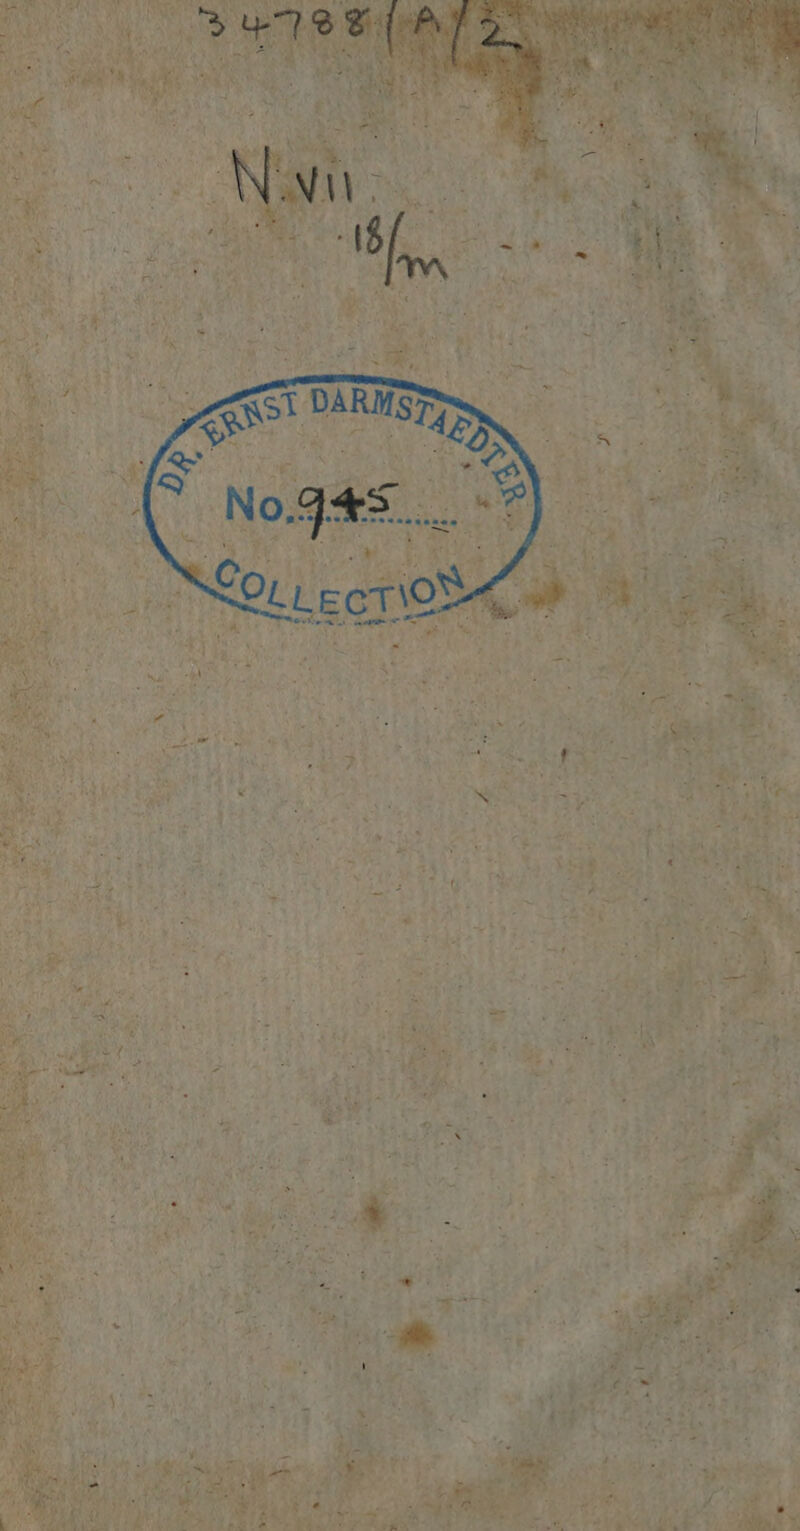 34788/A/2
N.VII
18/m
DR. ERNST DARMSTAEDTER
No. 945
COLLECTION